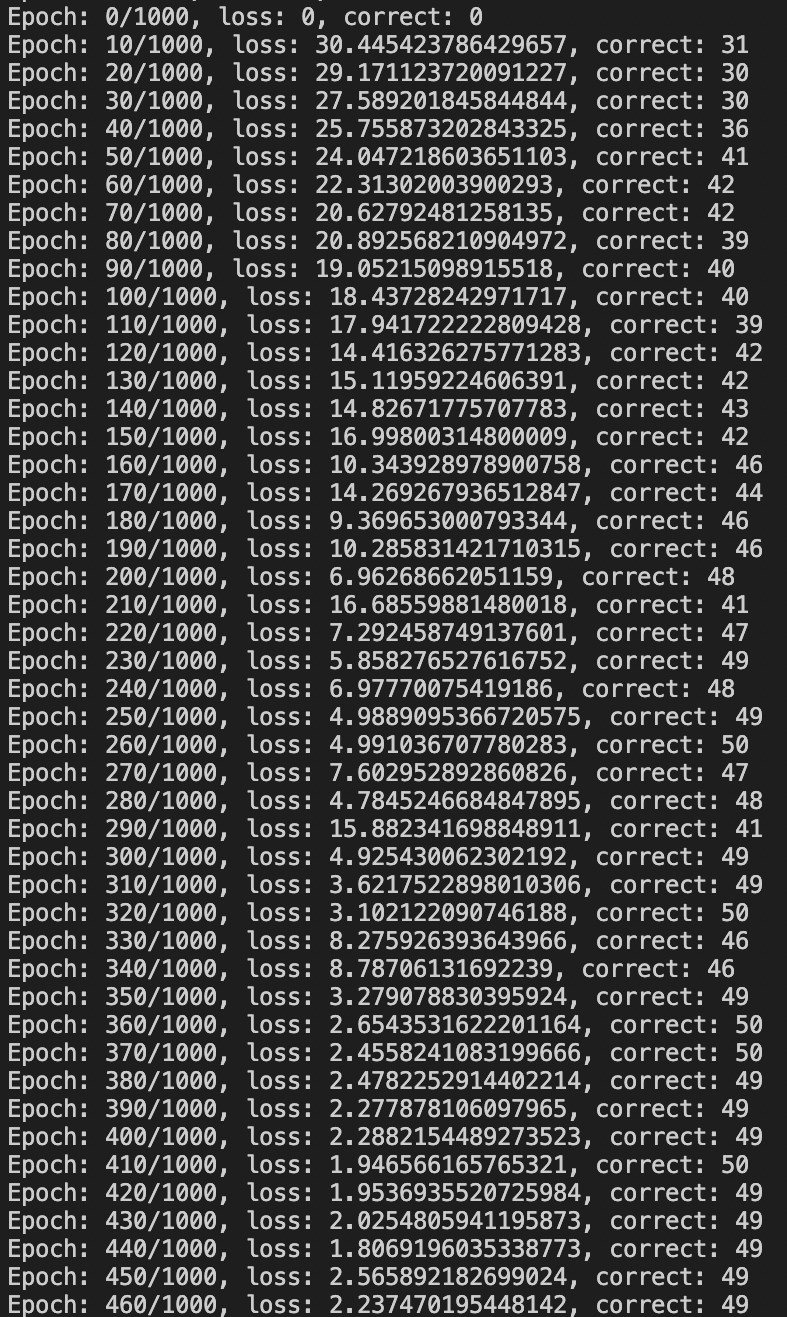 Epoch: 0/1000, loss: 0, correct: 0
Epoch: 10/1000, loss: 30.445423786429657, correct: 31
Epoch: 20/1000, loss: 29.171123720091227, correct: 30
Epoch: 30/1000, loss: 27.589201845844844, correct: 30
Epoch: 40/1000, loss: 25.755873202843325, correct: 36
Epoch: 50/1000, loss: 24.047218603651103, correct: 41
Epoch: 60/1000, loss: 22.31302003900293, correct: 42
Epoch: 70/1000, loss: 20.62792481258135, correct: 42
Epoch: 80/1000, loss: 20.892568210904972, correct: 39
Epoch: 90/1000, loss: 19.05215098915518, correct: 40
Epoch: 100/1000, loss: 18.43728242971717, correct: 40
Epoch: 110/1000, loss: 17.941722222809428, correct: 39
Epoch: 120/1000, loss: 14.416326275771283, correct: 42
Epoch: 130/1000, loss: 15.11959224606391, correct: 42
Epoch: 140/1000, loss: 14.82671775707783, correct: 43
Epoch: 150/1000, loss: 16.99800314800009, correct: 42
Epoch: 160/1000, loss: 10.343928978900758, correct: 46
Epoch: 170/1000, loss: 14.269267936512847, correct: 44
Epoch: 180/1000, loss: 9.369653000793344, correct: 46
Epoch: 190/1000, loss: 10.285831421710315, correct: 46
Epoch: 200/1000, loss: 6.96268662051159, correct: 48
Epoch: 210/1000, loss: 16.68559881480018, correct: 41
Epoch: 220/1000, loss: 7.292458749137601, correct: 47
Epoch: 230/1000, loss: 5.858276527616752, correct: 49
Epoch: 240/1000, loss: 6.97770075419186, correct: 48
Epoch: 250/1000, loss: 4.9889095366720575, correct: 49
Epoch: 260/1000, loss: 4.991036707780283, correct: 50
Epoch: 270/1000, loss: 7.602952892860826, correct: 47
Epoch: 280/1000, loss: 4.7845246684847895, correct: 48
Epoch: 290/1000, loss: 15.882341698848911, correct: 41
Epoch: 300/1000, loss: 4.925430062302192, correct: 49
Epoch: 310/1000, loss: 3.6217522898010306, correct: 49
Epoch: 320/1000, loss: 3.102122090746188, correct: 50
Epoch: 330/1000, loss: 8.275926393643966, correct: 46
Epoch: 340/1000, loss: 8.78706131692239, correct: 46
Epoch: 350/1000, loss: 3.279078830395924, correct: 49
Epoch: 360/1000, loss: 2.6543531622201164, correct: 50
Epoch: 370/1000, loss: 2.4558241083199666, correct: 50
Epoch: 380/1000, loss: 2.4782252914402214, correct: 49
Epoch: 390/1000, loss: 2.277878106097965, correct: 49
Epoch: 400/1000, loss: 2.2882154489273523, correct: 49
Epoch: 410/1000, loss: 1.946566165765321, correct: 50
Epoch: 420/1000, loss: 1.9536935520725984, correct: 49
Epoch: 430/1000, loss: 2.0254805941195873, correct: 49
Epoch: 440/1000, loss: 1.8069196035338773, correct: 49
Epoch: 450/1000, loss: 2.565892182699024, correct: 49
Epoch: 460/1000, loss: 2.237470195448142, correct: 49